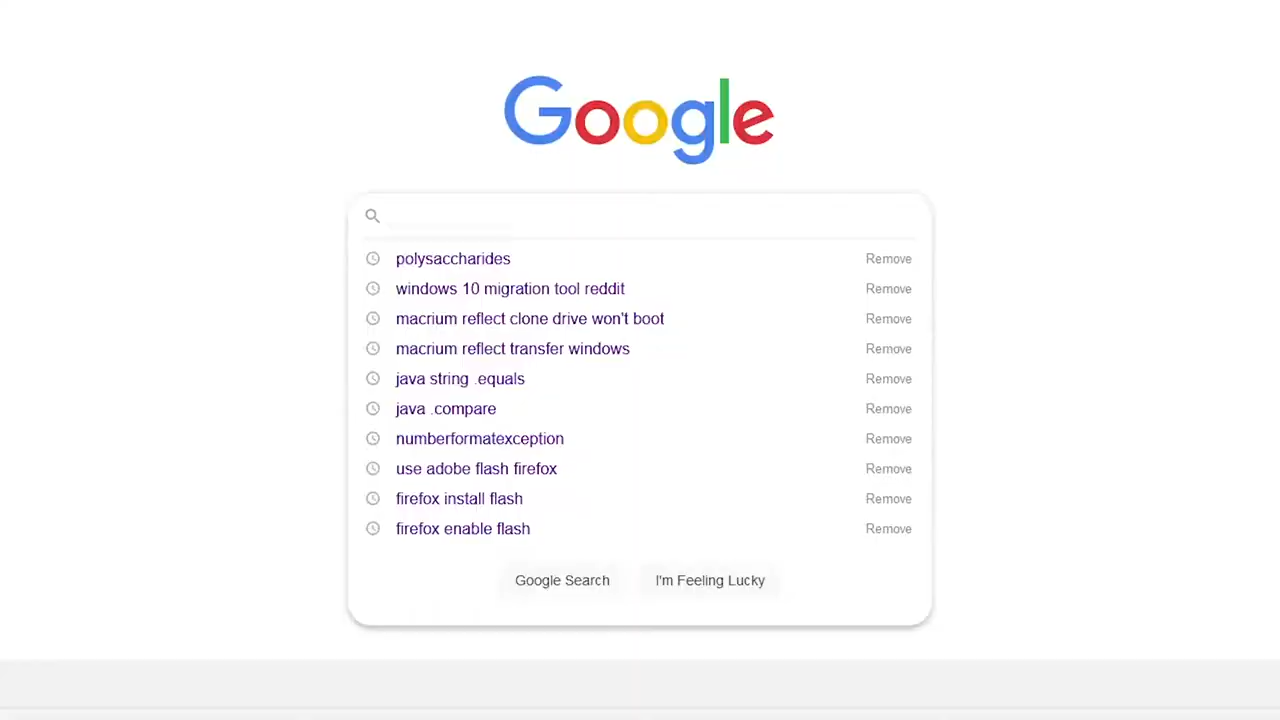 Google
polysaccharides Remove
windows 10 migration tool reddit Remove
macrium reflect clone drive won't boot Remove
macrium reflect transfer windows Remove
java string .equals Remove
java .compare Remove
numberformatexception Remove
use adobe flash firefox Remove
firefox install flash Remove
firefox enable flash Remove
Google Search I'm Feeling Lucky